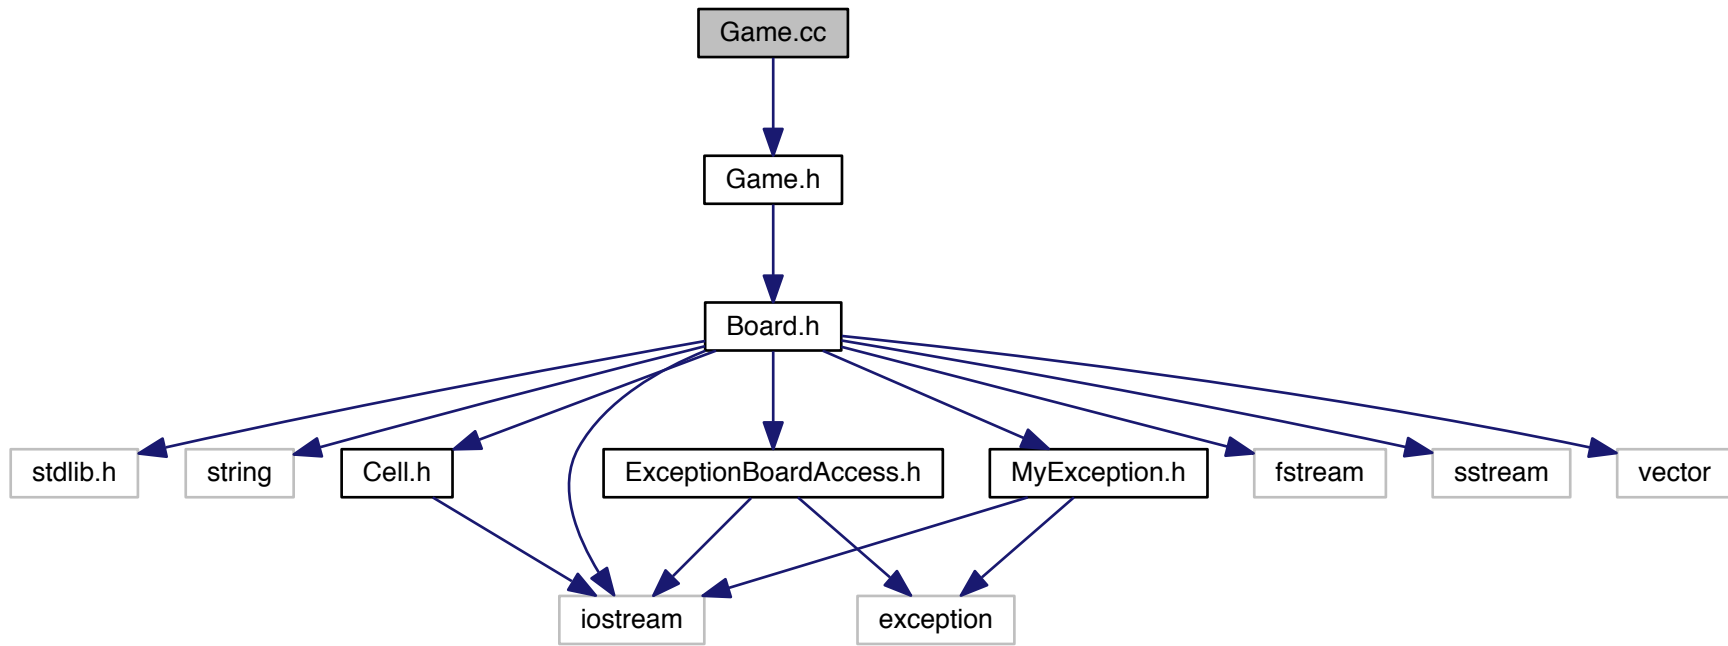 Game.cc
Game.h
Board.h
stdlib.h
string
Cell.h
ExceptionBoardAccess.h
MyException.h
fstream
sstream
vector
iostream
exception